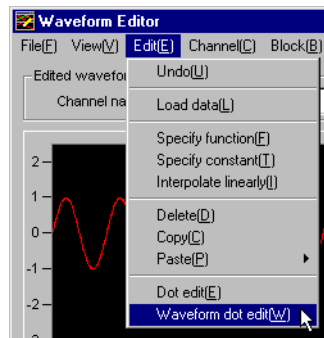 Waveform Editor
File(F) View(V) Edit(E) Channel(C) Block(B)
Edited wavefo
Channel na
Undo(U)
Load data(L)
Specify function(F)
Specify constant(T)
Interpolate linearly(I)
Delete(D)
Copy(C)
Paste(P)
Dot edit(E)
Waveform dot edit(W)
2
1
0
-1
-2